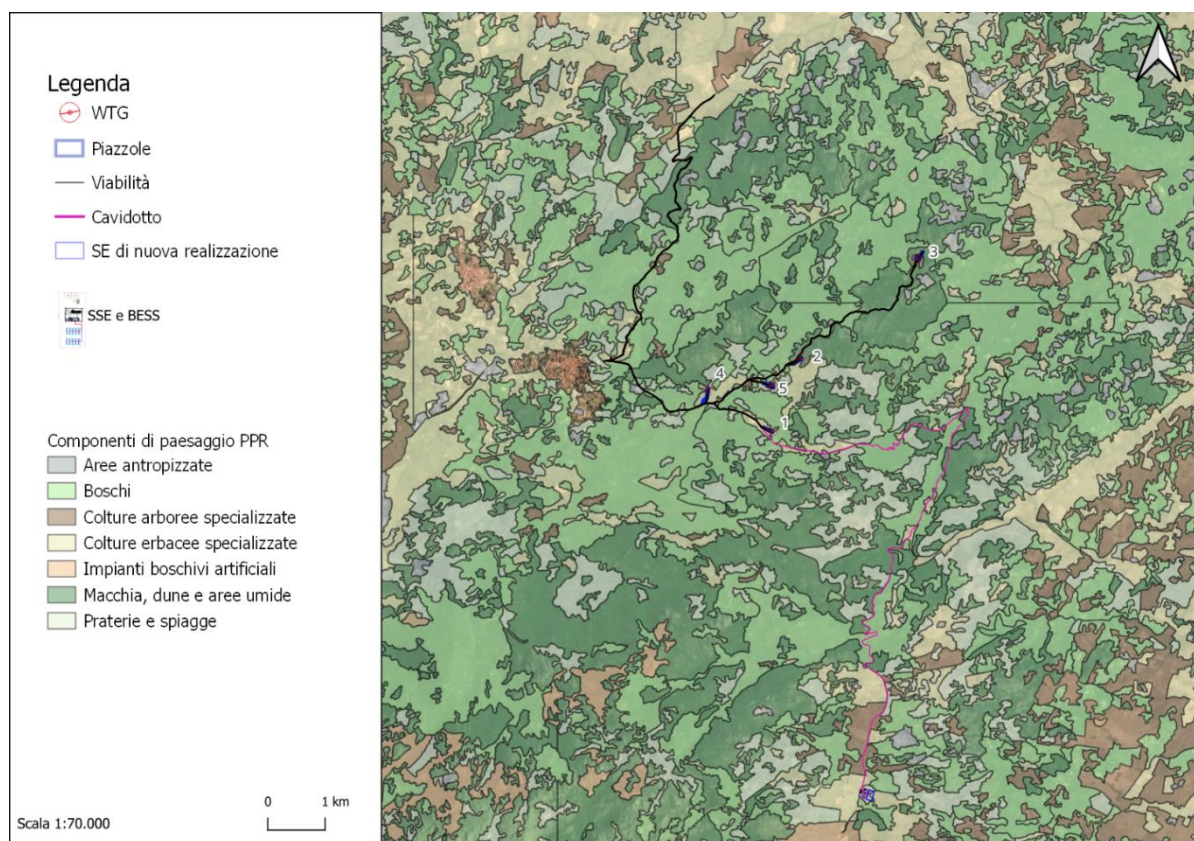 Legenda
WTG
Piazzole
Viabilità
Cavidotto
SE di nuova realizzazione
SSE e BESS
Componenti di paesaggio PPR
Aree antropizzate
Boschi
Colture arboree specializzate
Colture erbacee specializzate
Impianti boschivi artificiali
Macchia, dune e aree umide
Praterie e spiagge
0 1 km
Scala 1:70.000
3
2
4
5
1